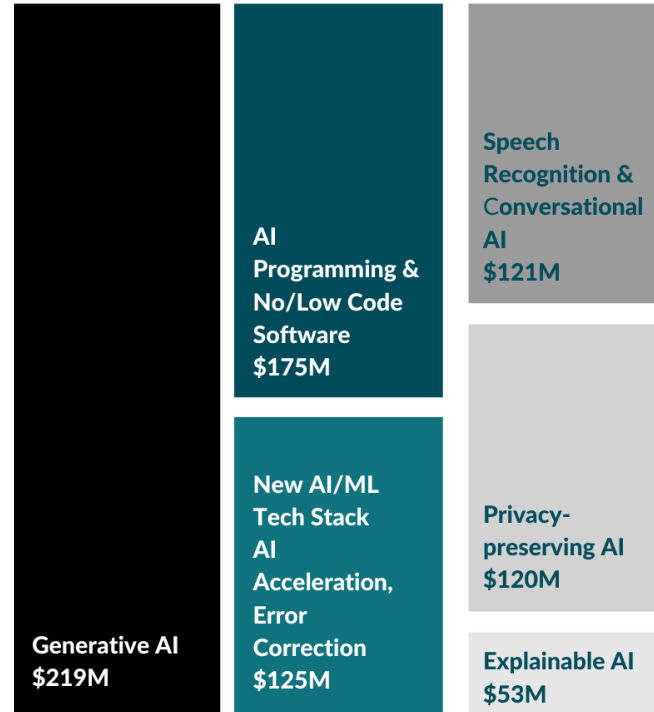 Generative AI
$219M
AI
Programming &
No/Low Code
Software
$175M
New AI/ML
Tech Stack
AI
Acceleration,
Error
Correction
$125M
Speech
Recognition &
Conversational
AI
$121M
Privacy-
preserving AI
$120M
Explainable AI
$53M